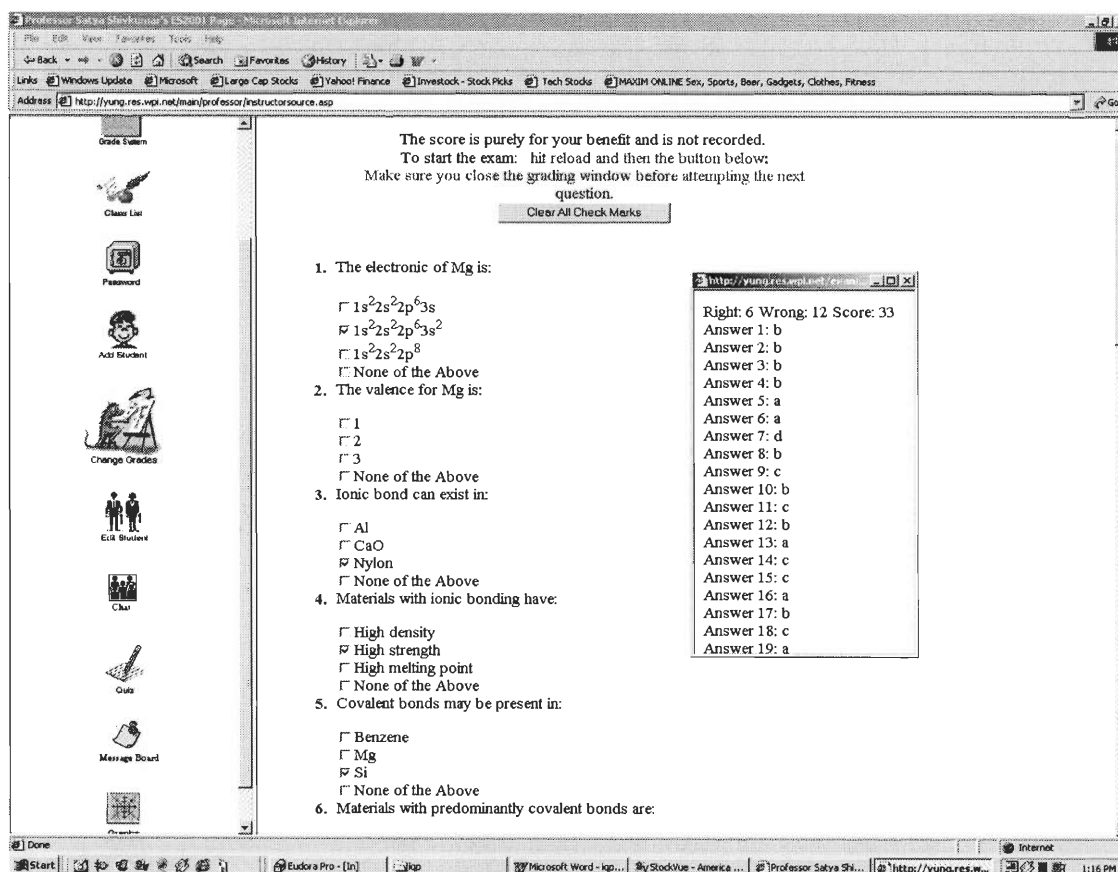 Professor Satya Shivkumar's ES2001 Page - Microsoft Internet Explorer
File Edit View Favorites Tools Help
Back Search Favorites History
Links Windows Update Microsoft Large Cap Stocks Yahoo! Finance Investock - Stock Picks Tech Stocks MAXIM ONLINE Sex, Sports, Beer, Gadgets, Clothes, Fitness
Address http://yung.res.wpi.net/main/professor/instructorsource.asp Go
Grade System
Class List
Password
Add Student
Change Grades
Edit Student
Chat
Quiz
Message Board
The score is purely for your benefit and is not recorded.
To start the exam: hit reload and then the button below:
Make sure you close the grading window before attempting the next
question.
Clear All Check Marks
1. The electronic of Mg is:
1s²2s²2p⁶3s
1s²2s²2p⁶3s²
1s²2s²2p⁸
None of the Above
2. The valence for Mg is:
1
2
3
None of the Above
3. Ionic bond can exist in:
Al
CaO
Nylon
None of the Above
4. Materials with ionic bonding have:
High density
High strength
High melting point
None of the Above
5. Covalent bonds may be present in:
Benzene
Mg
Si
None of the Above
6. Materials with predominantly covalent bonds are:
http://yung.res.wpi.net/exam...
Right: 6 Wrong: 12 Score: 33
Answer 1: b
Answer 2: b
Answer 3: b
Answer 4: b
Answer 5: a
Answer 6: a
Answer 7: d
Answer 8: b
Answer 9: c
Answer 10: b
Answer 11: c
Answer 12: b
Answer 13: a
Answer 14: c
Answer 15: c
Answer 16: a
Answer 17: b
Answer 18: c
Answer 19: a
Done Internet
Start Eudora Pro - [In] iqp Microsoft Word - iqp... StockVue - America ... Professor Satya Shi... http://yung.res.w... 1:16 PM